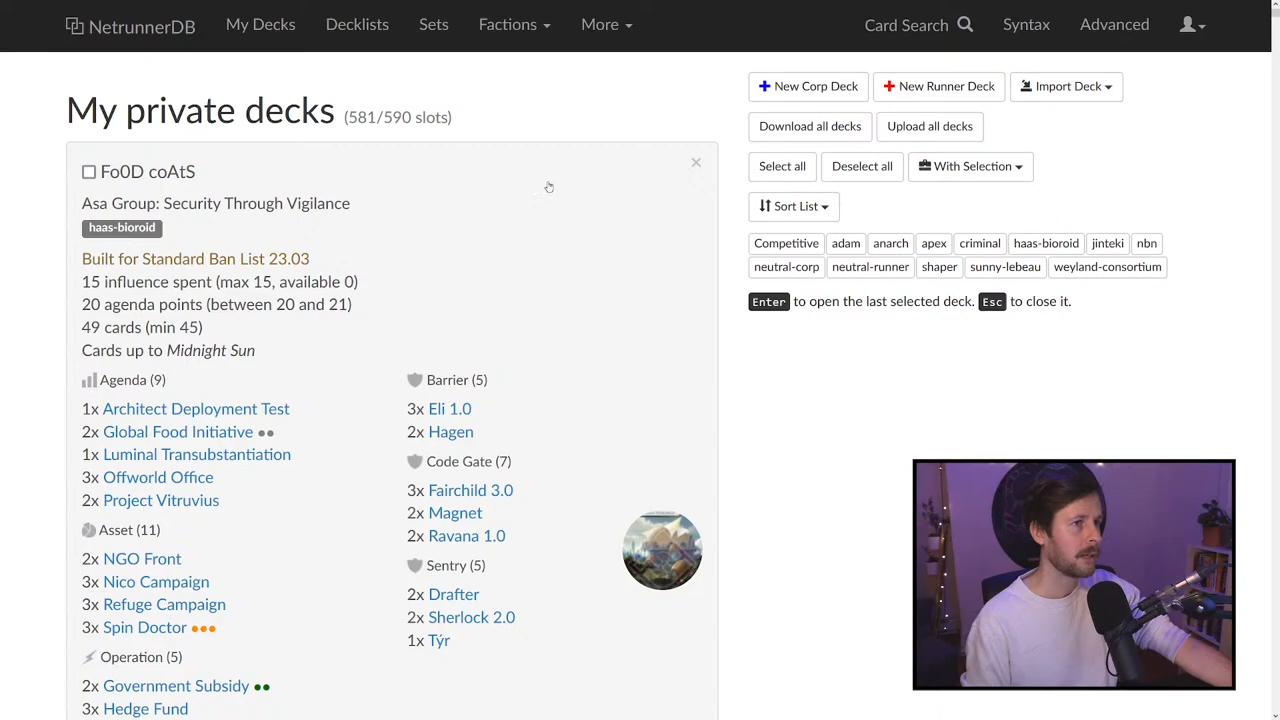 NetrunnerDB
My Decks
Decklists
Sets
Factions
More
Card Search
Syntax
Advanced
My private decks (581/590 slots)
Fo0D coAtS
×
Asa Group: Security Through Vigilance
haas-bioroid
Built for Standard Ban List 23.03
15 influence spent (max 15, available 0)
20 agenda points (between 20 and 21)
49 cards (min 45)
Cards up to Midnight Sun
Agenda (9)
1x Architect Deployment Test
2x Global Food Initiative ●●
1x Luminal Transubstantiation
3x Offworld Office
2x Project Vitruvius
Asset (11)
2x NGO Front
3x Nico Campaign
3x Refuge Campaign
3x Spin Doctor ●●●
Operation (5)
2x Government Subsidy ●●
3x Hedge Fund
Barrier (5)
3x Eli 1.0
2x Hagen
Code Gate (7)
3x Fairchild 3.0
2x Magnet
2x Ravana 1.0
Sentry (5)
2x Drafter
2x Sherlock 2.0
1x Týr
New Corp Deck
New Runner Deck
Import Deck
Download all decks
Upload all decks
Select all
Deselect all
With Selection
Sort List
Competitive
adam
anarch
apex
criminal
haas-bioroid
jinteki
nbn
neutral-corp
neutral-runner
shaper
sunny-lebeau
weyland-consortium
Enter to open the last selected deck. Esc to close it.